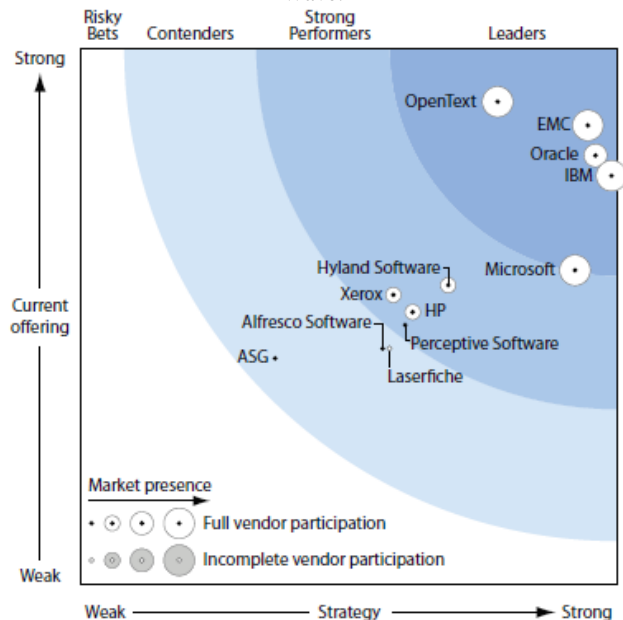 Risky Bets
Contenders
Strong Performers
Leaders
Strong
OpenText
EMC
Oracle
IBM
Microsoft
Hyland Software
Xerox
HP
Current offering
Alfresco Software
Perceptive Software
ASG
Laserfiche
Market presence
Full vendor participation
Incomplete vendor participation
Weak
Weak
Strategy
Strong